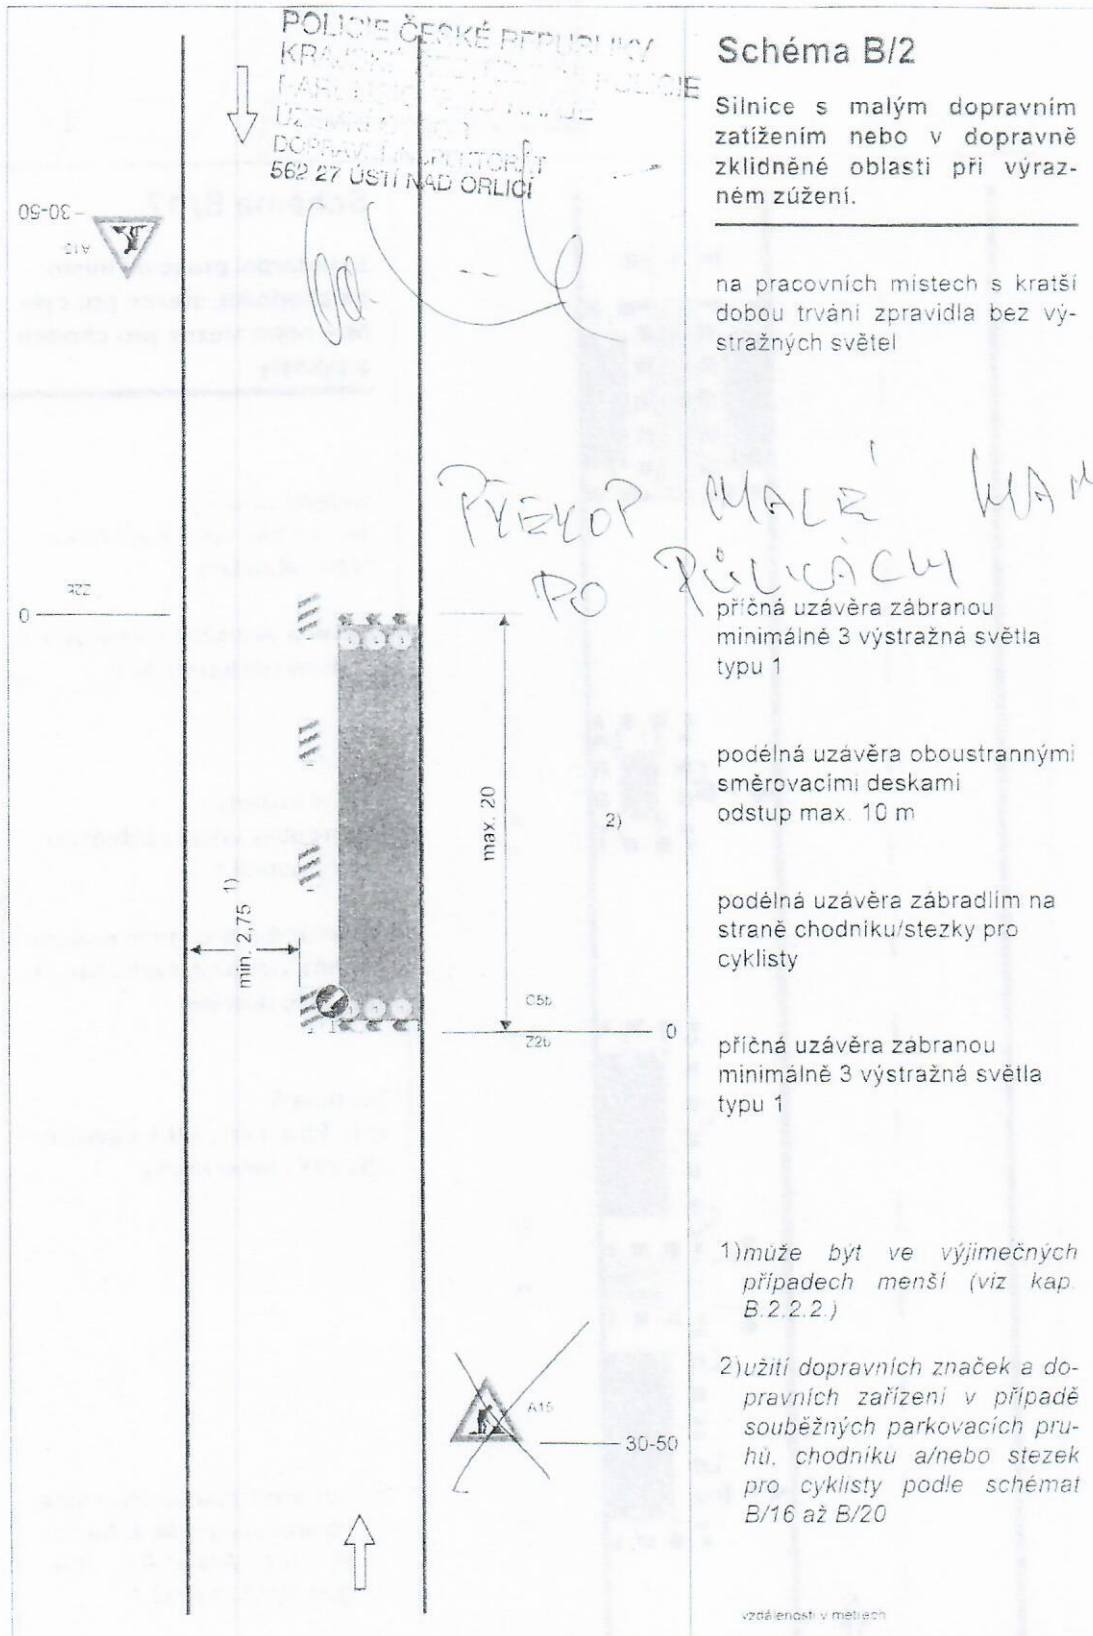 POLICIE ČESKÉ REPUBLIKY
POLICIE
DOPRAVNÍ INSPEKTORÁT
562 27 ÚSTÍ NAD ORLICÍ
Schéma B/2
Silnice s malým dopravním
zatížením nebo v dopravně
zklidněné oblasti při výraz-
ném zúžení.
na pracovních místech s kratší
dobou trvání zpravidla bez vý-
stražných světel
30-50
A15
PŘEKOP MALÉ
PO PŮLKÁCH
0
Z2b
příčná uzávěra zábranou
minimálně 3 výstražná světla
typu 1
podélná uzávěra oboustrannými
směrovacími deskami
odstup max. 10 m
max. 20
2)
min. 2,75 1)
podélná uzávěra zábradlím na
straně chodníku/stezky pro
cyklisty
C5b
Z2b
0
příčná uzávěra zábranou
minimálně 3 výstražná světla
typu 1
1) může být ve výjimečných
případech menší (viz kap.
B.2.2.2.)
2) užití dopravních značek a do-
pravních zařízení v případě
souběžných parkovacích pru-
hů, chodníku a/nebo stezek
pro cyklisty podle schémat
B/16 až B/20
A15
30-50
vzdálenosti v metrech